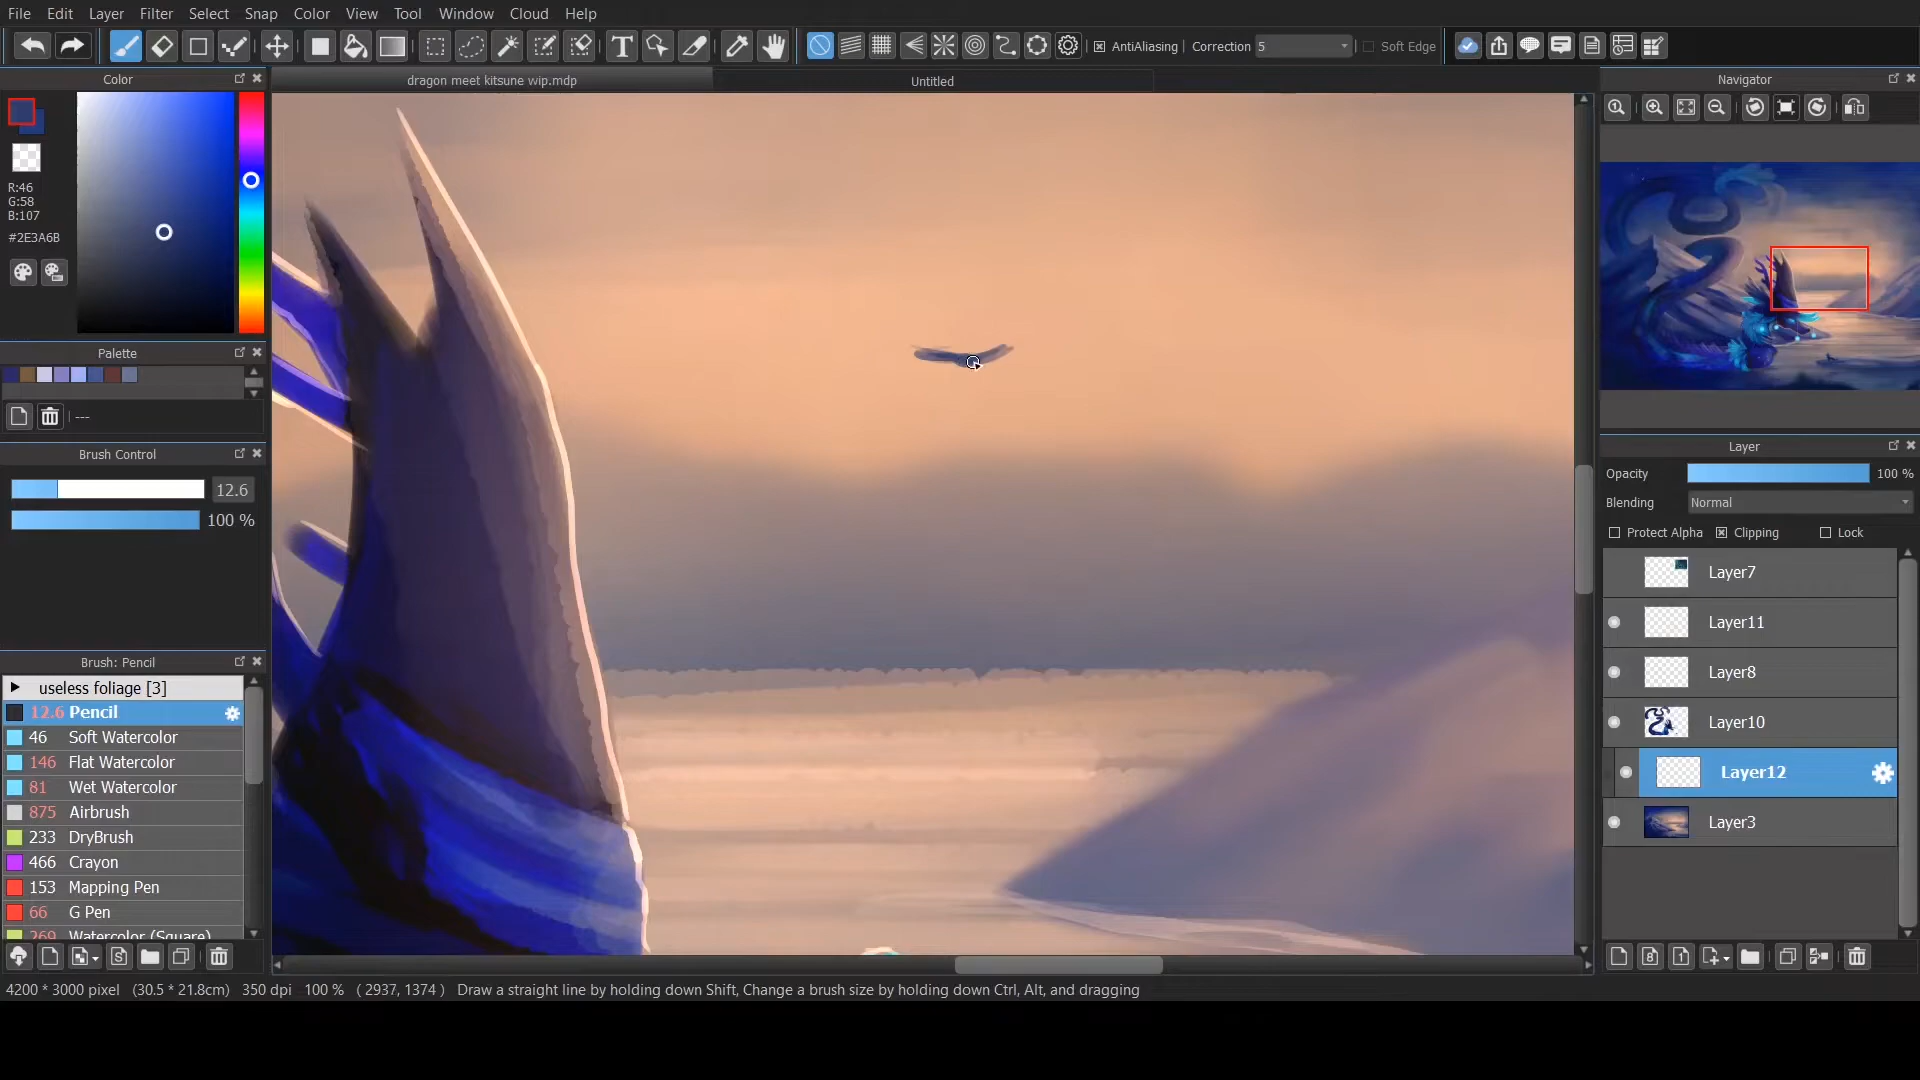 File Edit Layer Filter Select Snap Color View Tool Window Cloud Help
AntiAliasing Correction 5 Soft Edge
Color
dragon meet kitsune wip.mdp Untitled
Navigator
R:46
G:58
B:107
#2E3A6B
Palette
---
Brush Control
12.6
100 %
Brush: Pencil
useless foliage [3]
12.6 Pencil
46 Soft Watercolor
146 Flat Watercolor
81 Wet Watercolor
875 Airbrush
233 DryBrush
466 Crayon
153 Mapping Pen
66 G Pen
269 Watercolor (Square)
Layer
Opacity 100 %
Blending Normal
Protect Alpha Clipping Lock
Layer7
Layer11
Layer8
Layer10
Layer12
Layer3
4200 * 3000 pixel (30.5 * 21.8cm) 350 dpi 100 % ( 2937, 1374 ) Draw a straight line by holding down Shift, Change a brush size by holding down Ctrl, Alt, and dragging